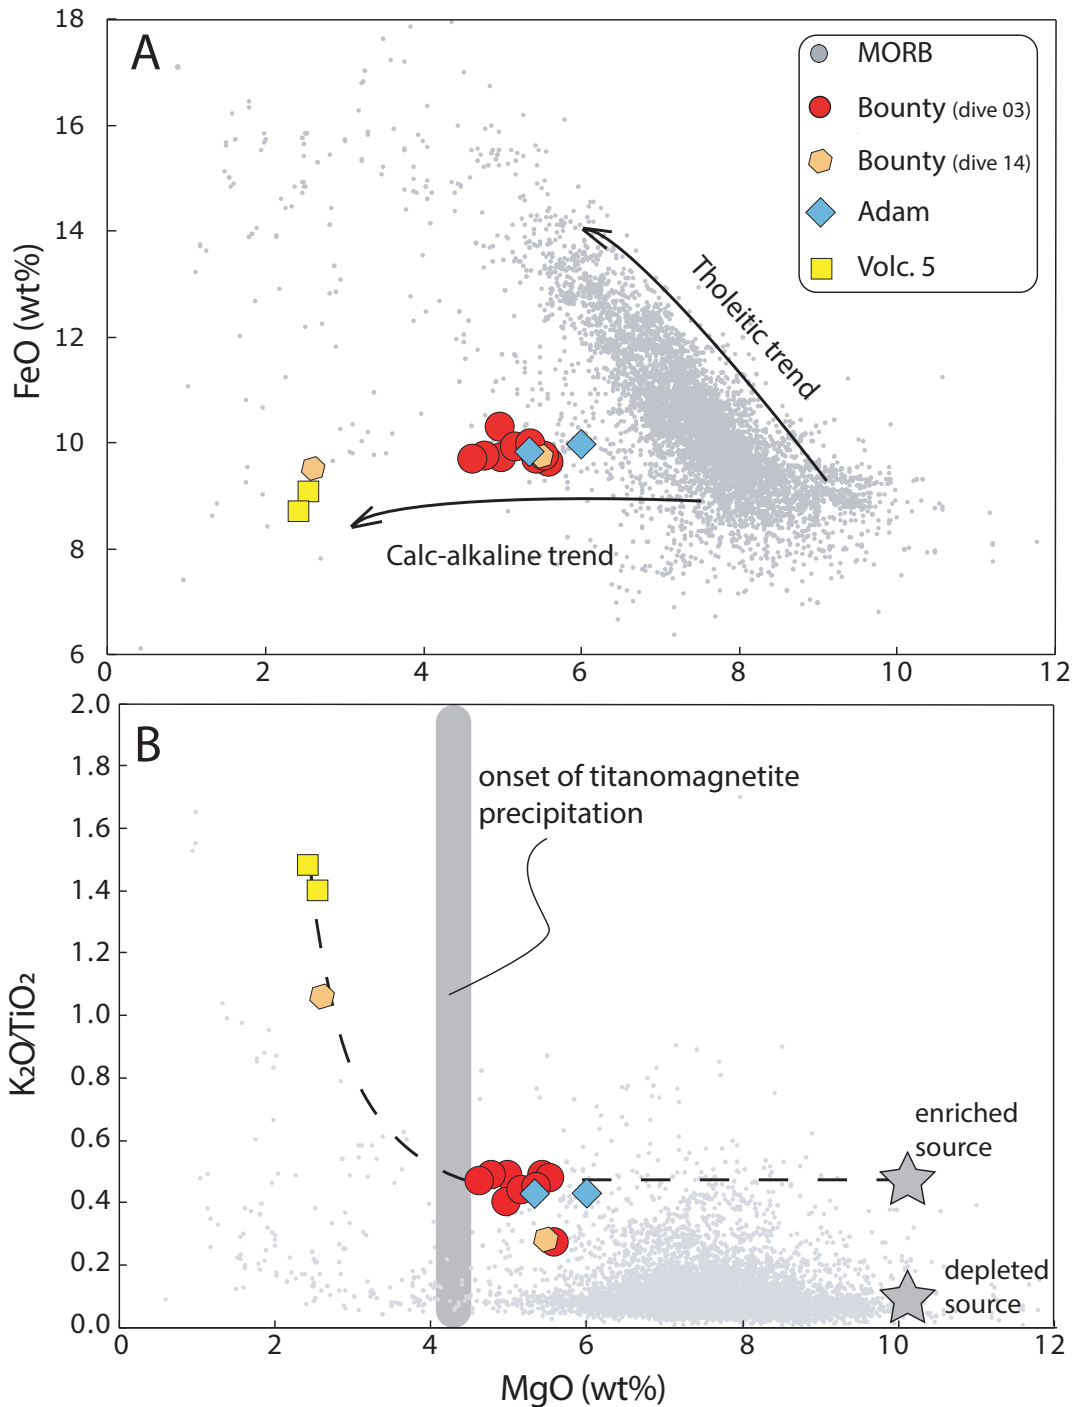 A
18
16
14
12
10
8
6
FeO (wt%)
0
2
4
6
8
10
12
MORB
Bounty (dive 03)
Bounty (dive 14)
Adam
Volc. 5
Tholeitic trend
Calc-alkaline trend
B
2.0
1.8
1.6
1.4
1.2
1.0
0.8
0.6
0.4
0.2
0.0
K₂O/TiO₂
onset of titanomagnetite
precipitation
enriched
source
depleted
source
0
2
4
6
8
10
12
MgO (wt%)